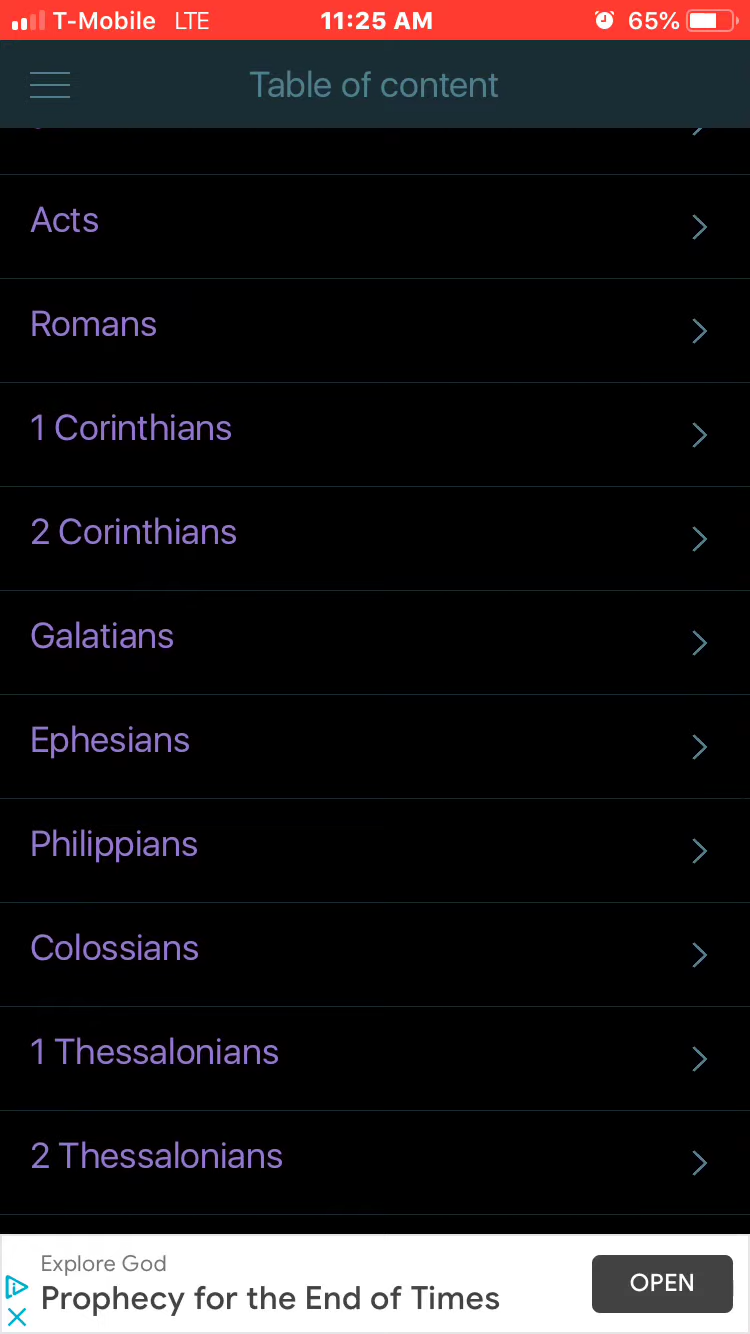 T-Mobile LTE 11:25 AM 65%
Table of content
Acts
Romans
1 Corinthians
2 Corinthians
Galatians
Ephesians
Philippians
Colossians
1 Thessalonians
2 Thessalonians
Explore God
Prophecy for the End of Times
OPEN